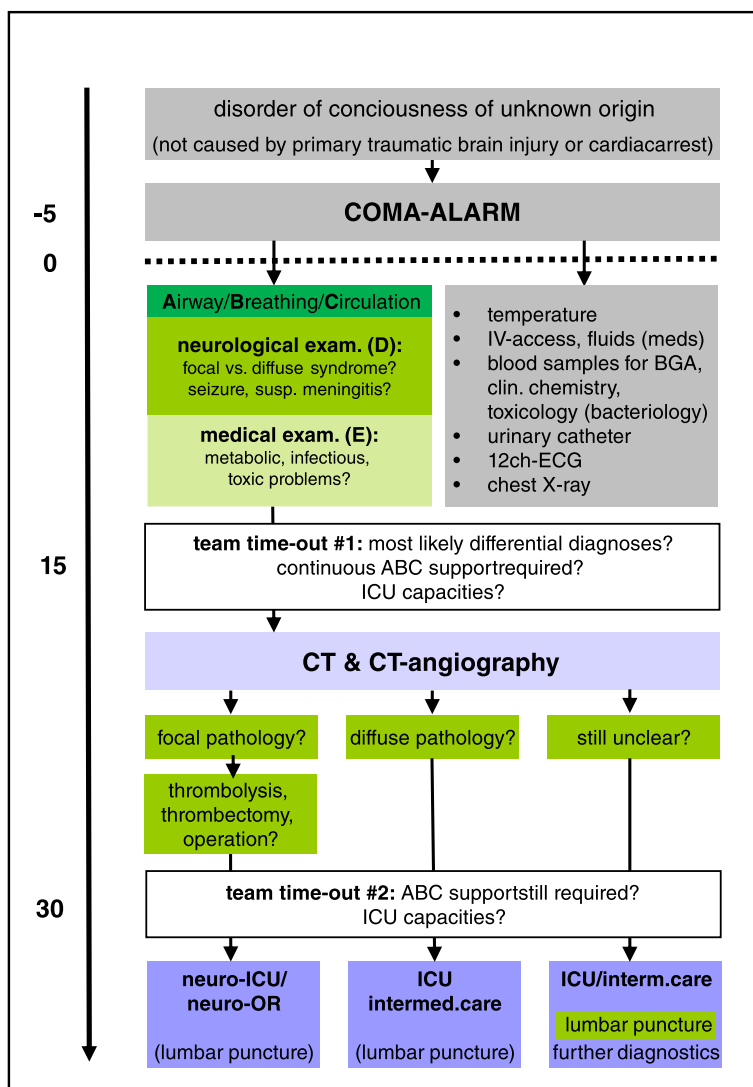 disorder of conciousness of unknown origin
(not caused by primary traumatic brain injury or cardiacarrest)
-5
COMA-ALARM
0
Airway/Breathing/Circulation
neurological exam. (D):
focal vs. diffuse syndrome?
seizure, susp. meningitis?
medical exam. (E):
metabolic, infectious,
toxic problems?
• temperature
• IV-access, fluids (meds)
• blood samples for BGA,
clin. chemistry,
toxicology (bacteriology)
• urinary catheter
• 12ch-ECG
• chest X-ray
15
team time-out #1: most likely differential diagnoses?
continuous ABC supportrequired?
ICU capacities?
CT & CT-angiography
focal pathology?
diffuse pathology?
still unclear?
thrombolysis,
thrombectomy,
operation?
30
team time-out #2: ABC supportstill required?
ICU capacities?
neuro-ICU/
neuro-OR
(lumbar puncture)
ICU
intermed.care
(lumbar puncture)
ICU/interm.care
lumbar puncture
further diagnostics